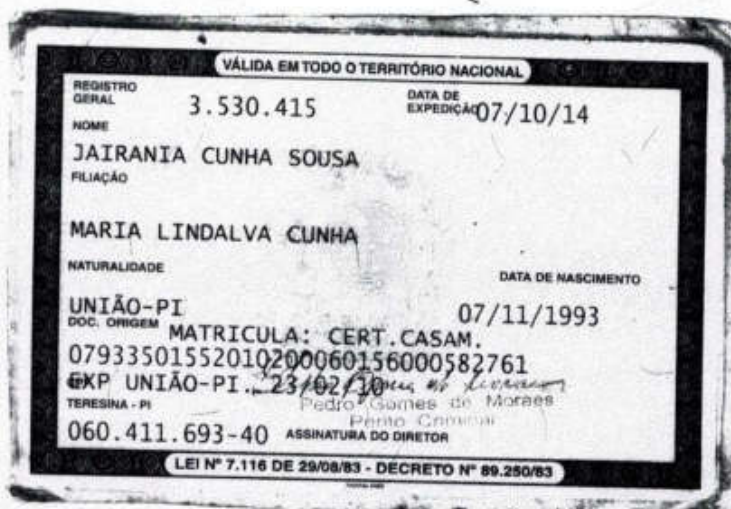 VÁLIDA EM TODO O TERRITÓRIO NACIONAL
REGISTRO GERAL 3.530.415 DATA DE EXPEDIÇÃO 07/10/14
NOME
JAIRANIA CUNHA SOUSA
FILIAÇÃO
MARIA LINDALVA CUNHA
NATURALIDADE DATA DE NASCIMENTO
UNIÃO-PI 07/11/1993
DOC. ORIGEM MATRICULA: CERT.CASAM.
07933501552010200060156000582761
EXP UNIÃO-PI. 23/02/10
Pedro Gomes de Moraes
TERESINA - PI
Perito Criminal
060.411.693-40 ASSINATURA DO DIRETOR
LEI Nº 7.116 DE 29/08/83 - DECRETO Nº 89.250/83